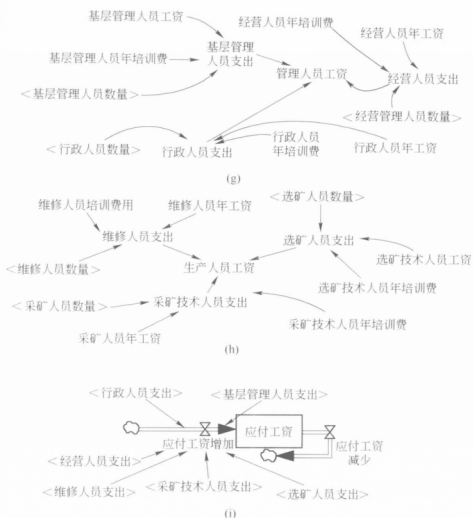 基层管理人员工资
经营人员年培训费
经营人员年工资
基层管理人员年培训费
基层管理
人员支出
管理人员工资
经营人员支出
<基层管理人员数量>
<经营管理人员数量>
<行政人员数量>
行政人员支出
行政人员
年培训费
行政人员年工资
(g)
维修人员培训费用
维修人员年工资
<选矿人员数量>
维修人员支出
选矿人员支出
<维修人员数量>
生产人员工资
选矿技术人员工资
<采矿人员数量>
采矿技术人员支出
选矿技术人员年培训费
采矿人员年工资
采矿技术人员年培训费
(h)
<行政人员支出>
<基层管理人员支出>
应付工资增加
应付工资
应付工资
减少
<经营人员支出>
<维修人员支出>
<采矿技术人员支出>
<选矿人员支出>
(i)